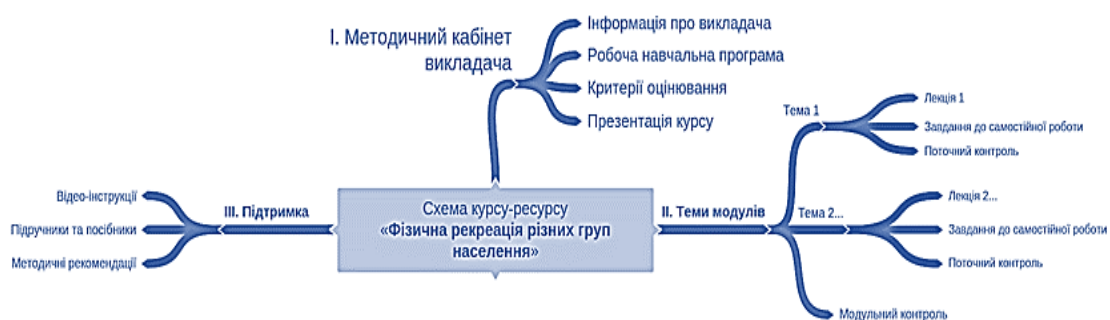 І. Методичний кабінет
викладача
Інформація про викладача
Робоча навчальна програма
Критерії оцінювання
Презентація курсу
Схема курсу-ресурсу
«Фізична рекреація різних груп
населення»
ІІ. Теми модулів
Тема 1
Лекція 1
Завдання до самостійної роботи
Поточний контроль
Тема 2...
Лекція 2...
Завдання до самостійної роботи
Поточний контроль
Модульний контроль
ІІІ. Підтримка
Відео-інструкції
Підручники та посібники
Методичні рекомендації